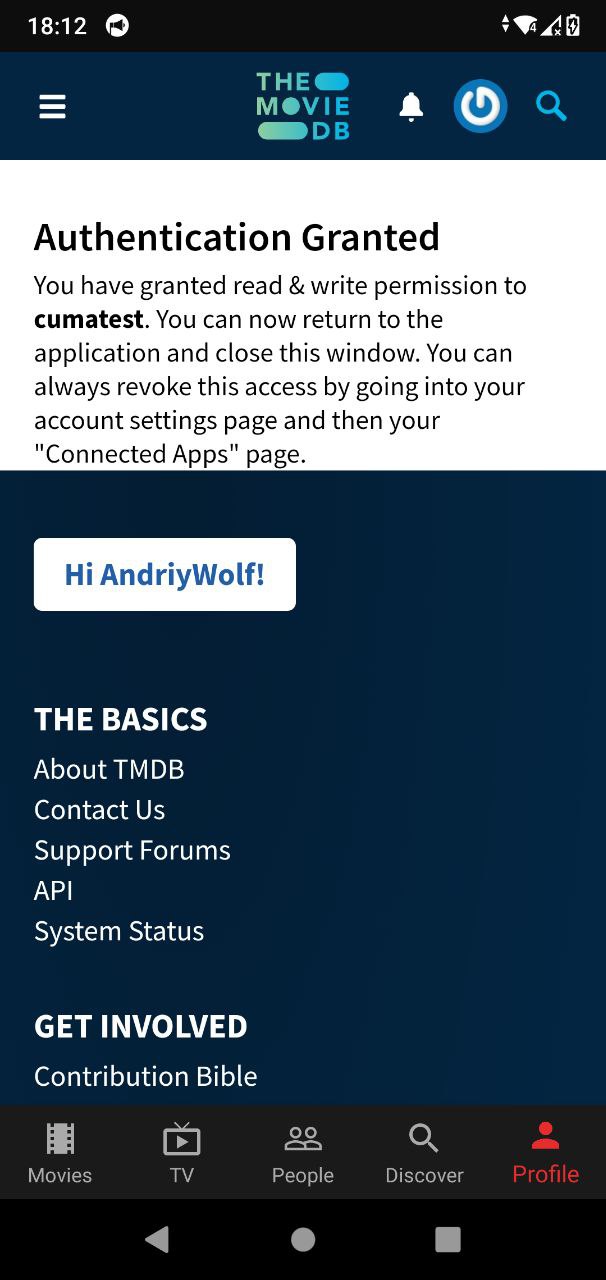 18:12
4
THE
MOVIE
DB
Authentication Granted
You have granted read & write permission to
cumatest. You can now return to the
application and close this window. You can
always revoke this access by going into your
account settings page and then your
"Connected Apps" page.
Hi AndriyWolf!
THE BASICS
About TMDB
Contact Us
Support Forums
API
System Status
GET INVOLVED
Contribution Bible
Movies TV People Discover Profile